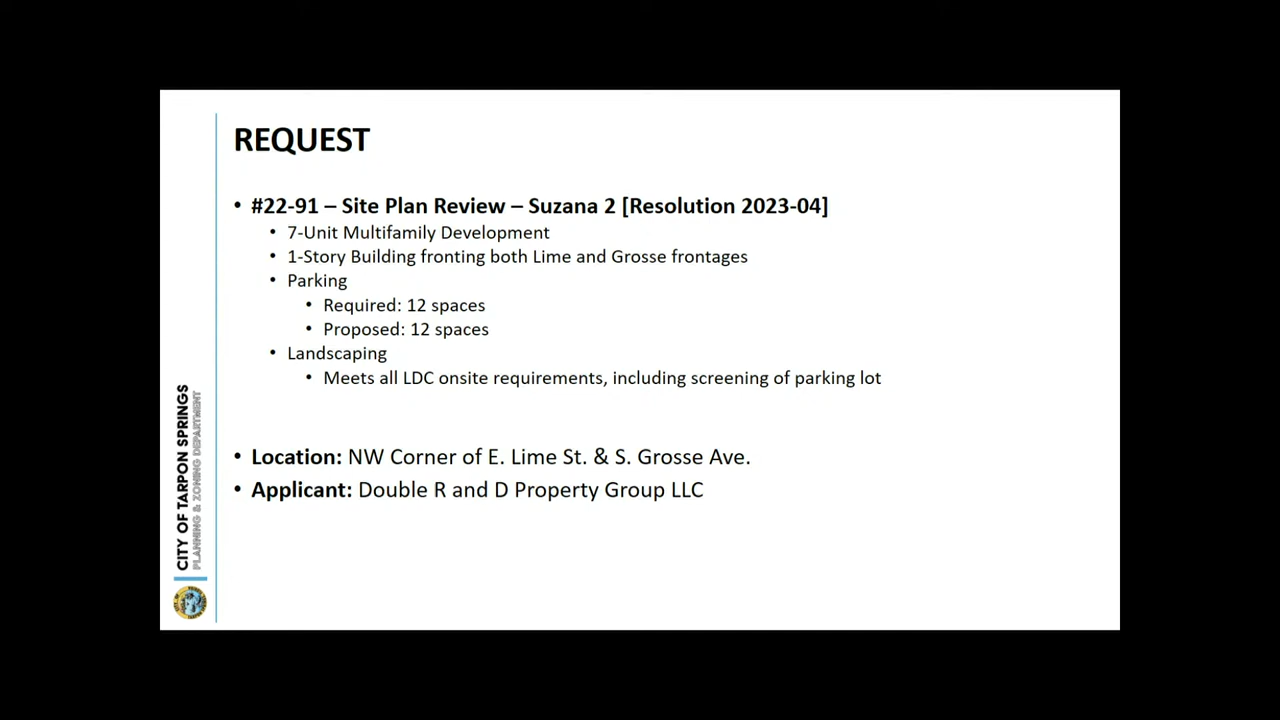 REQUEST
• #22-91 – Site Plan Review – Suzana 2 [Resolution 2023-04]
• 7-Unit Multifamily Development
• 1-Story Building fronting both Lime and Grosse frontages
• Parking
• Required: 12 spaces
• Proposed: 12 spaces
• Landscaping
• Meets all LDC onsite requirements, including screening of parking lot
• Location: NW Corner of E. Lime St. & S. Grosse Ave.
• Applicant: Double R and D Property Group LLC
CITY OF TARPON SPRINGS
PLANNING & ZONING DEPARTMENT